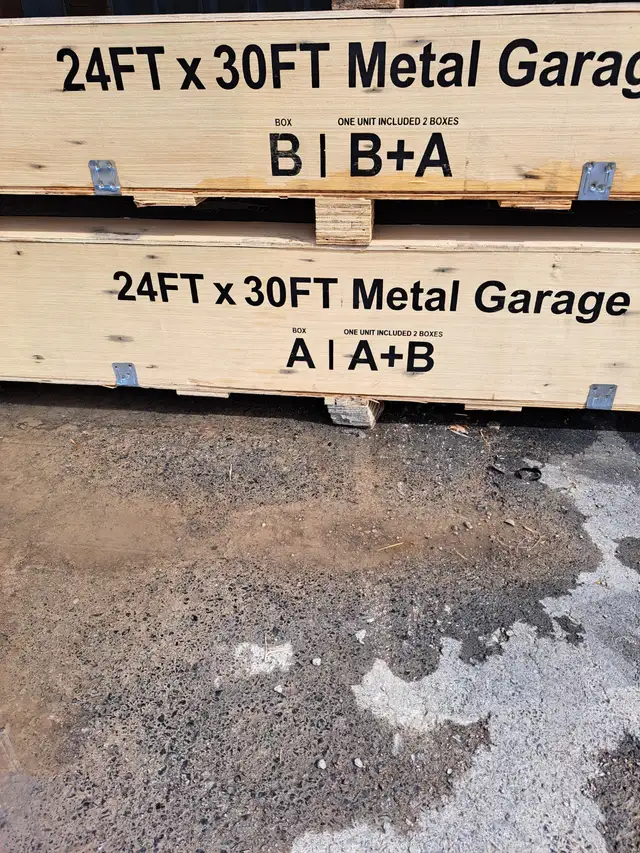 24FT x 30FT Metal Garag
BOX ONE UNIT INCLUDED 2 BOXES
B | B+A
24FT x 30FT Metal Garage
BOX ONE UNIT INCLUDED 2 BOXES
A | A+B